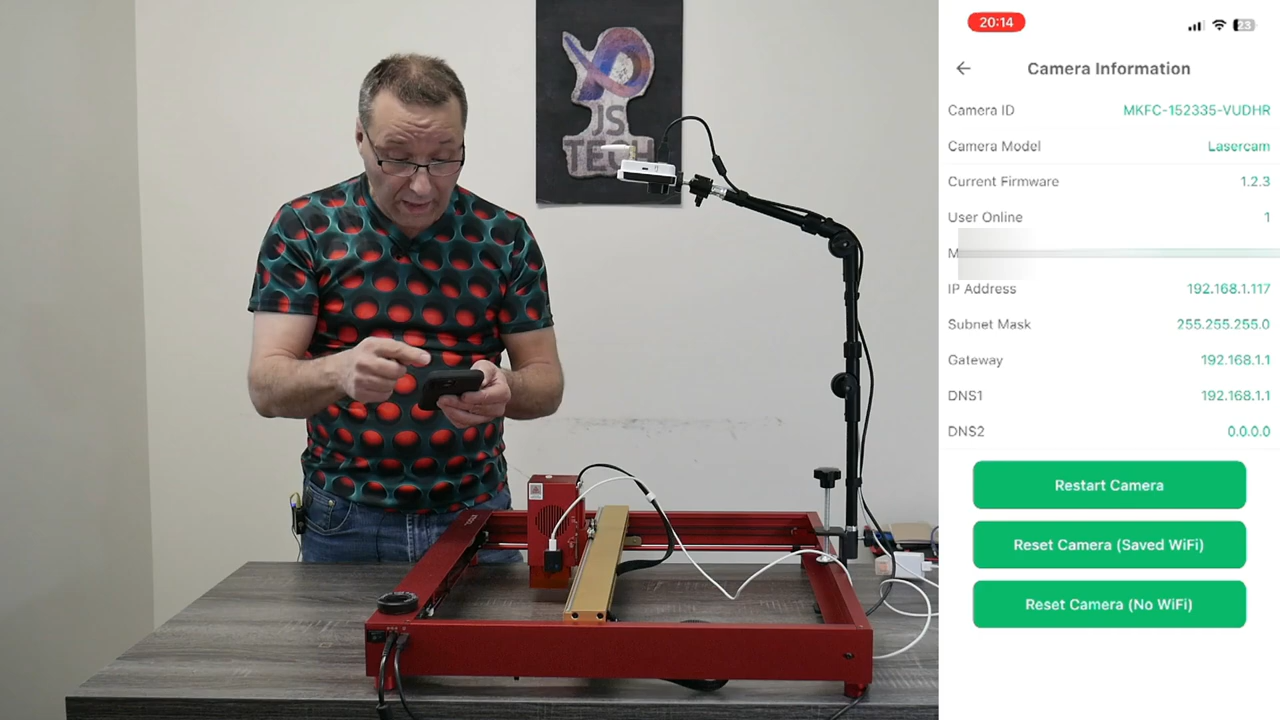 JS
TECH
20:14
23
Camera Information
Camera ID MKFC-152335-VUDHR
Camera Model Lasercam
Current Firmware 1.2.3
User Online 1
M
IP Address 192.168.1.117
Subnet Mask 255.255.255.0
Gateway 192.168.1.1
DNS1 192.168.1.1
DNS2 0.0.0.0
Restart Camera
Reset Camera (Saved WiFi)
Reset Camera (No WiFi)